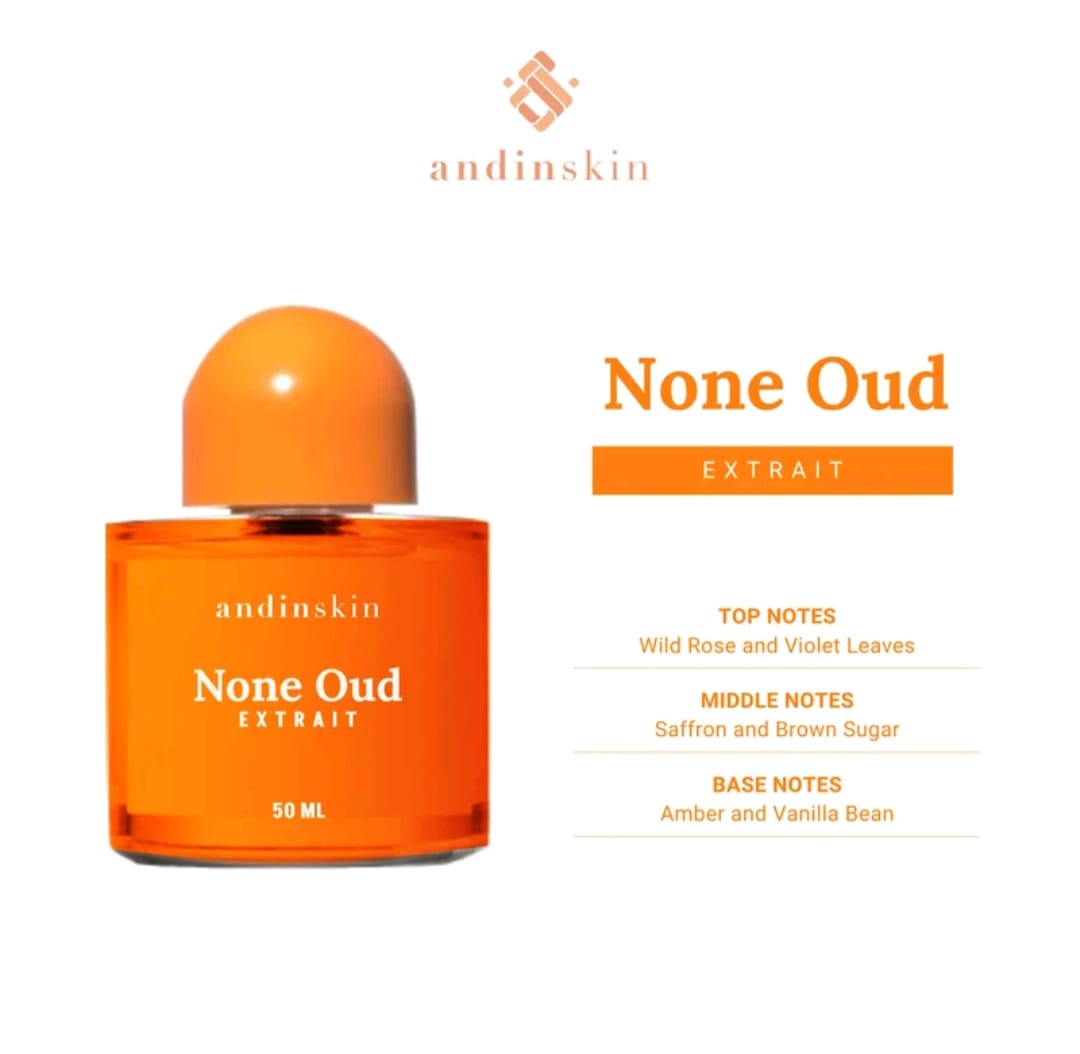 andinskin
None Oud
EXTRAIT
andinskin
None Oud
EXTRAIT
50 ML
TOP NOTES
Wild Rose and Violet Leaves
MIDDLE NOTES
Saffron and Brown Sugar
BASE NOTES
Amber and Vanilla Bean